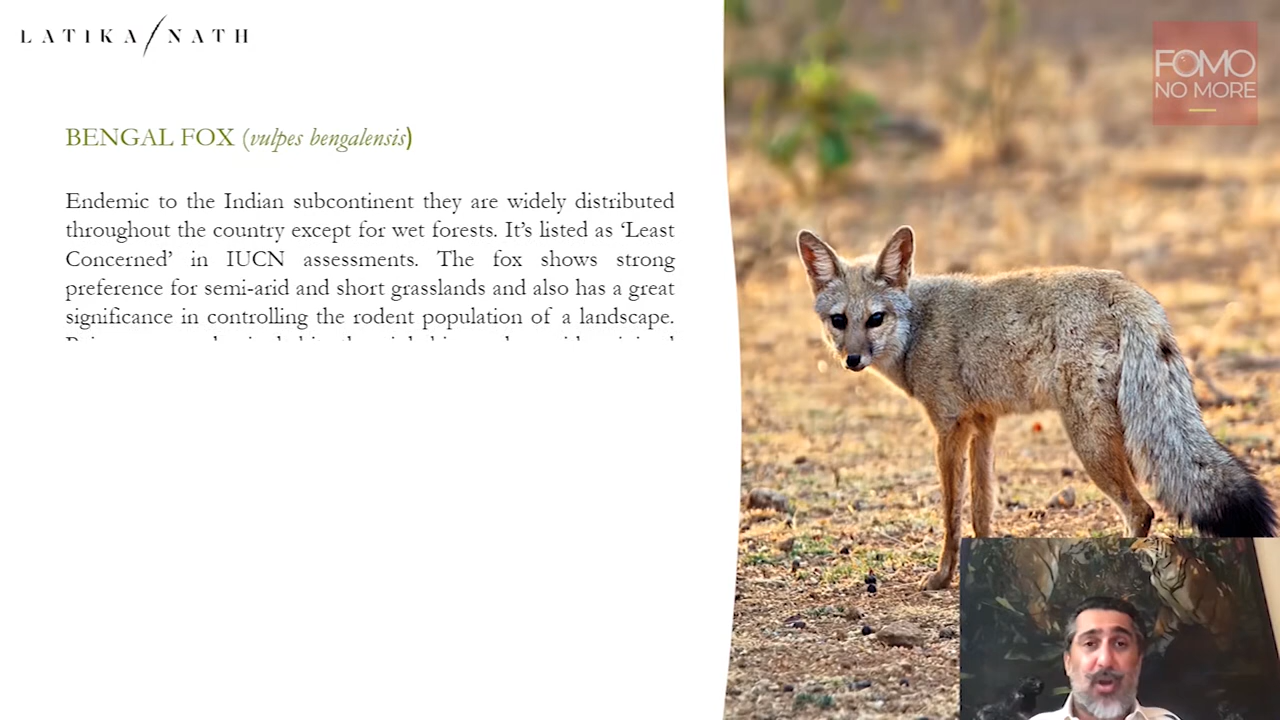 LATIKA/NATH
FOMO
NO MORE
BENGAL FOX (vulpes bengalensis)
Endemic to the Indian subcontinent they are widely distributed
throughout the country except for wet forests. It’s listed as ‘Least
Concerned’ in IUCN assessments. The fox shows strong
preference for semi-arid and short grasslands and also has a great
significance in controlling the rodent population of a landscape.